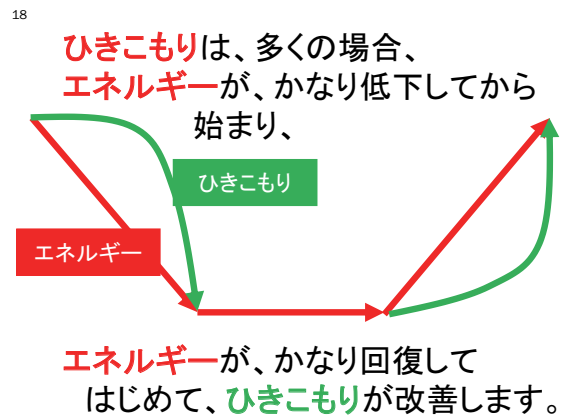 18
ひきこもりは、多くの場合、
エネルギーが、かなり低下してから
始まり、
ひきこもり
エネルギー
エネルギーが、かなり回復して
はじめて、ひきこもりが改善します。